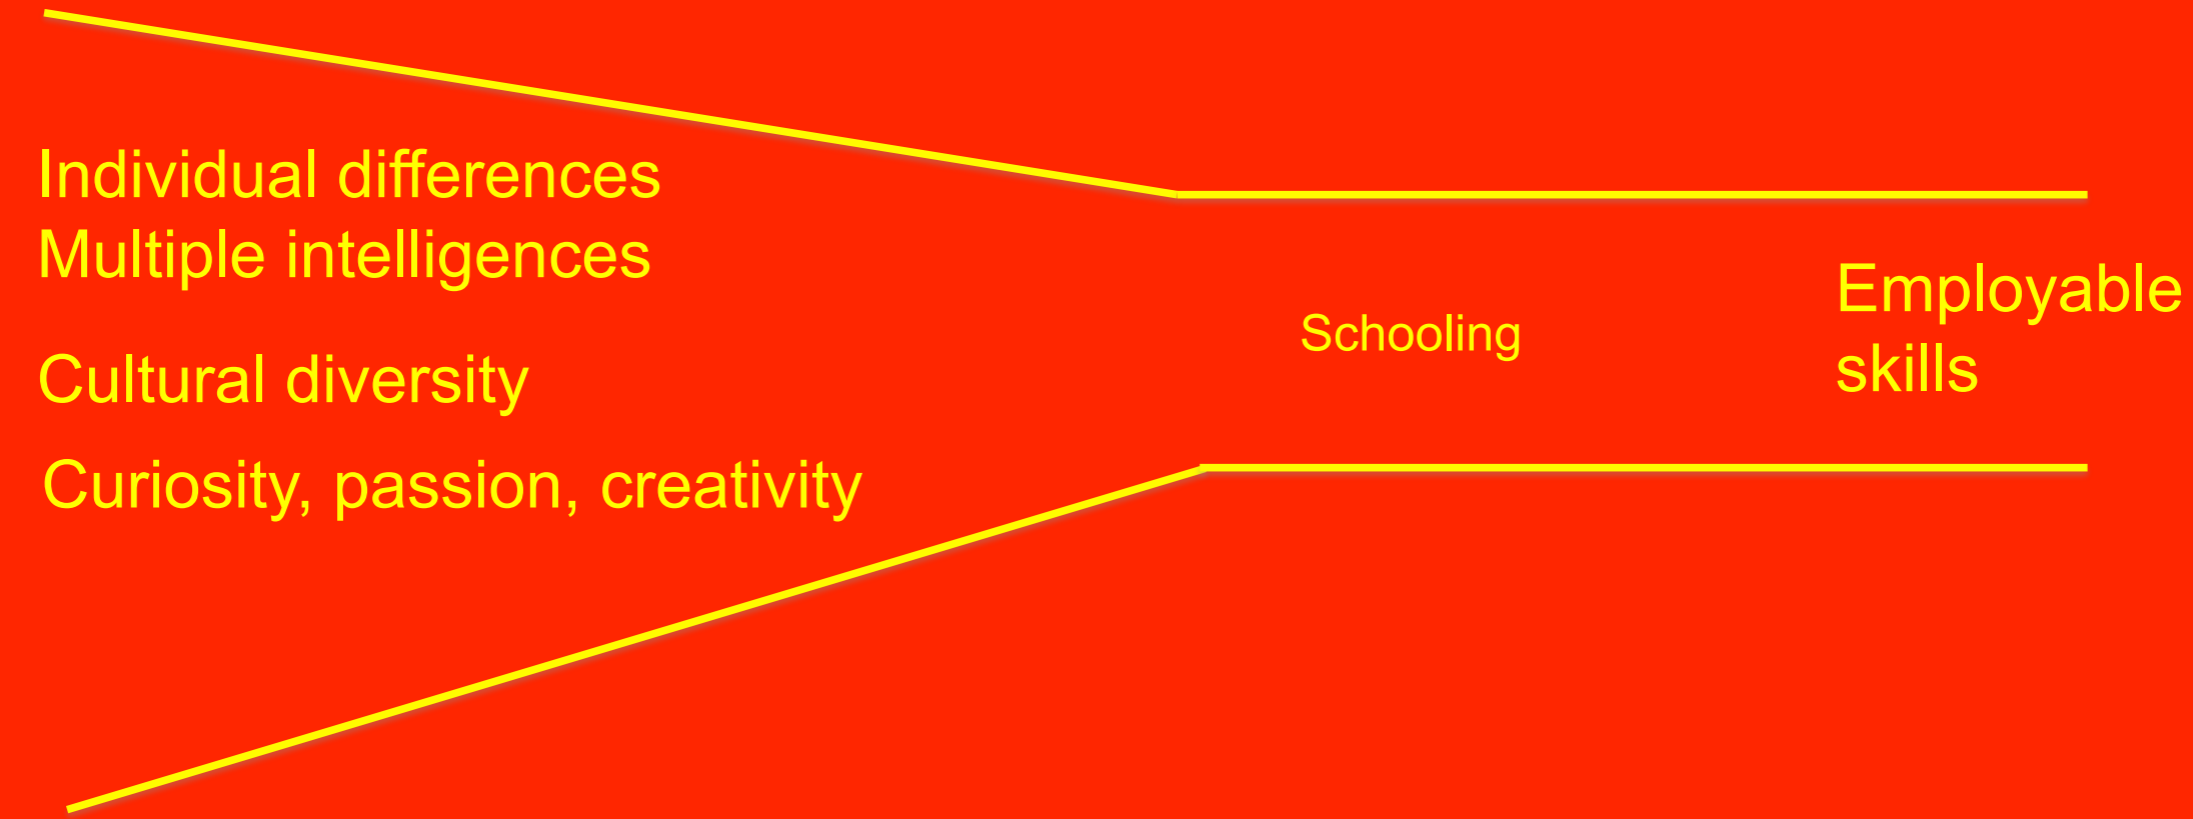 Individual differences
Multiple intelligences
Cultural diversity
Curiosity, passion, creativity
Schooling
Employable
skills